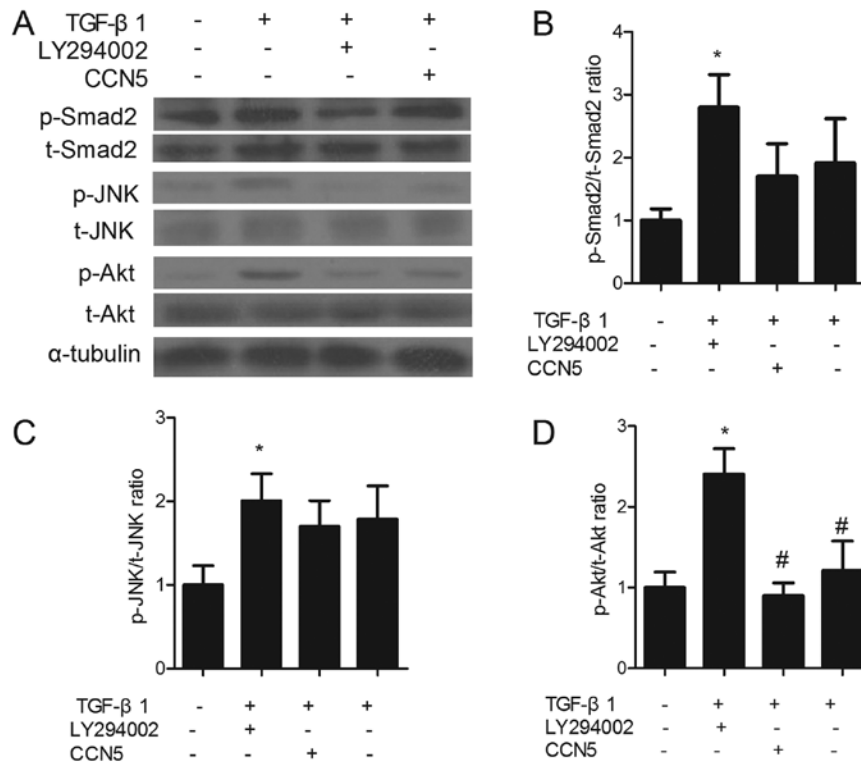 A
TGF-β 1 - + + +
LY294002 - - + -
CCN5 - - - +
p-Smad2
t-Smad2
p-JNK
t-JNK
p-Akt
t-Akt
α-tubulin
B
p-Smad2/t-Smad2 ratio
4
3
2
1
0
*
TGF-β 1 - + + +
LY294002 - + - -
CCN5 - - + -
C
p-JNK/t-JNK ratio
3
2
1
0
*
TGF-β 1 - + + +
LY294002 - + - -
CCN5 - - + -
D
p-Akt/t-Akt ratio
3
2
1
0
*
#
#
TGF-β 1 - + + +
LY294002 - + - -
CCN5 - - + -